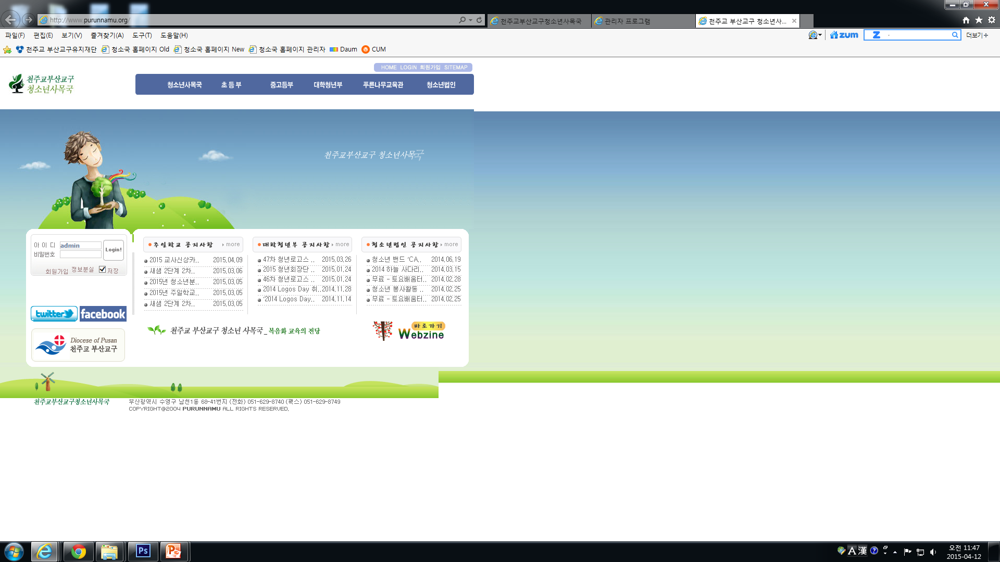 http://www.purunnamu.org/
천주교부산교구청소년사목국
관리자 프로그램
천주교 부산교구 청소년사...
파일(F) 편집(E) 보기(V) 즐겨찾기(A) 도구(T) 도움말(H)
zum
더보기+
천주교 부산교구유지재단 청소국 홈페이지 Old 청소국 홈페이지 New 청소국 홈페이지 관리자 Daum CUM
HOME LOGIN 회원가입 SITEMAP
천주교부산교구
청소년사목국
청소년사목국 초 등 부 중고등부 대학청년부 푸른나무교육관 청소년법인
천주교부산교구 청소년사목국
아 이 디 admin
비밀번호
Login!
회원가입 정보분실 저장
주일학교 공지사항 more
2015 교사신상카.. 2015.04.09
새샘 2단계 2차.. 2015.03.06
2015년 청소년분.. 2015.03.05
2015년 주일학교.. 2015.03.05
새샘 2단계 2차.. 2015.03.05
대학청년부 공지사항 more
47차 청년로고스 .. 2015.03.26
2015 청년회장단 .. 2015.01.24
46차 청년로고스 .. 2015.01.24
2014 Logos Day 취.. 2014.11.28
'2014 Logos Day.. 2014.11.14
청소년법인 공지사항 more
청소년 밴드 'CA.. 2014.06.19
2014 하늘 사다리.. 2014.03.15
무료 - 토요배움터.. 2014.02.28
청소년 봉사활동 .. 2014.02.25
무료 - 토요배움터.. 2014.02.25
twitter facebook
Diocese of Pusan
천주교 부산교구
천주교 부산교구 청소년 사목국_복음화 교육의 전당
바로가기
Webzine
천주교부산교구청소년사목국
부산광역시 수영구 남천1동 68-41번지 (전화) 051-629-8740 (팩스) 051-629-8749
COPYRIGHT@2004 PURUNNAMU ALL RIGHTS RESERVED.
Ps
A 漢
오전 11:47
2015-04-12